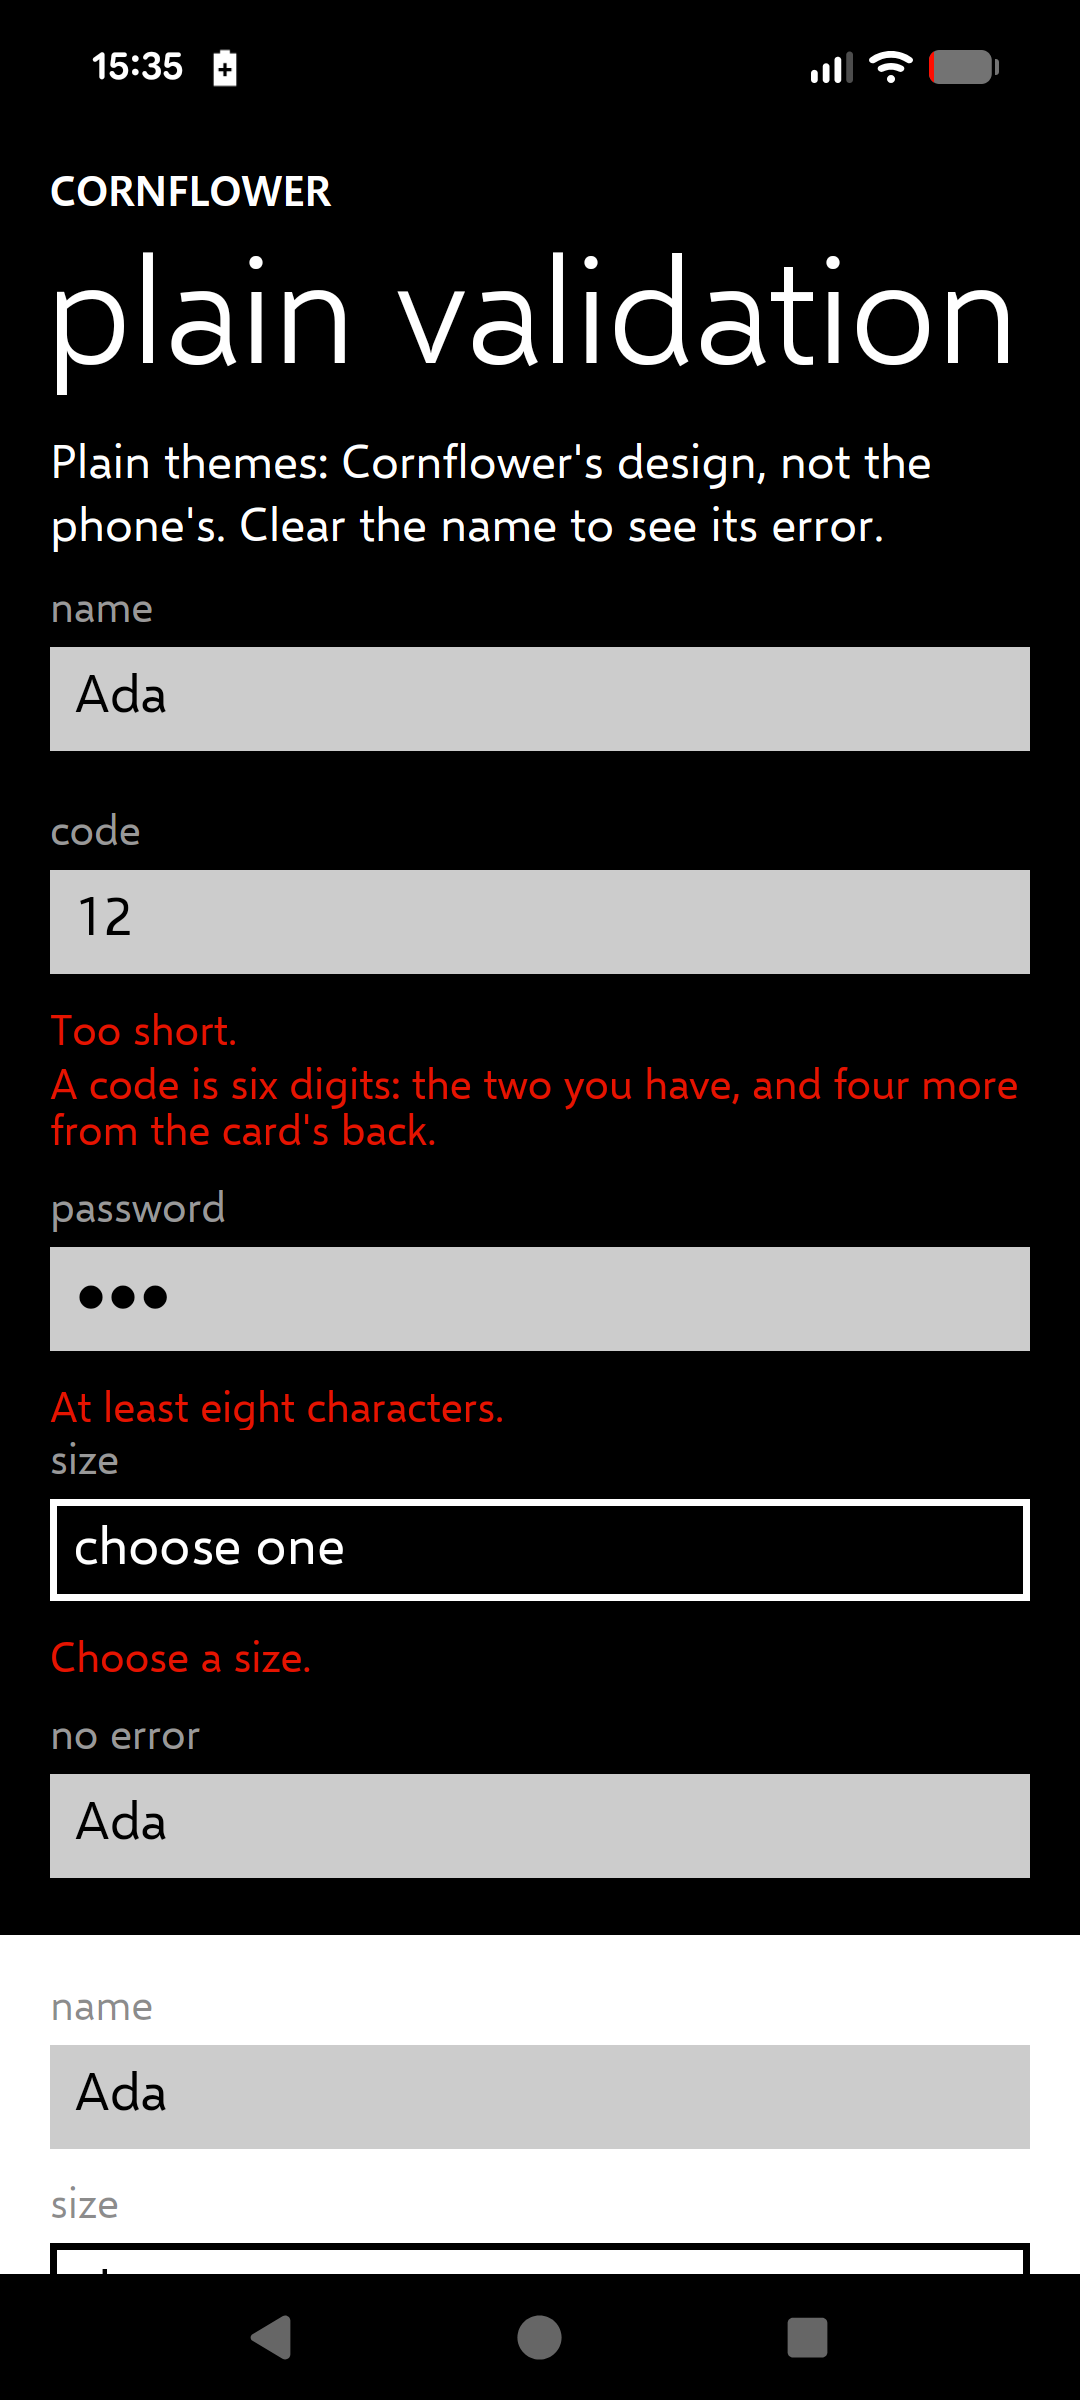 15:35
CORNFLOWER
plain validation
Plain themes: Cornflower's design, not the
phone's. Clear the name to see its error.
name
Ada
code
12
Too short.
A code is six digits: the two you have, and four more
from the card's back.
password
At least eight characters.
size
choose one
Choose a size.
no error
Ada
name
Ada
size